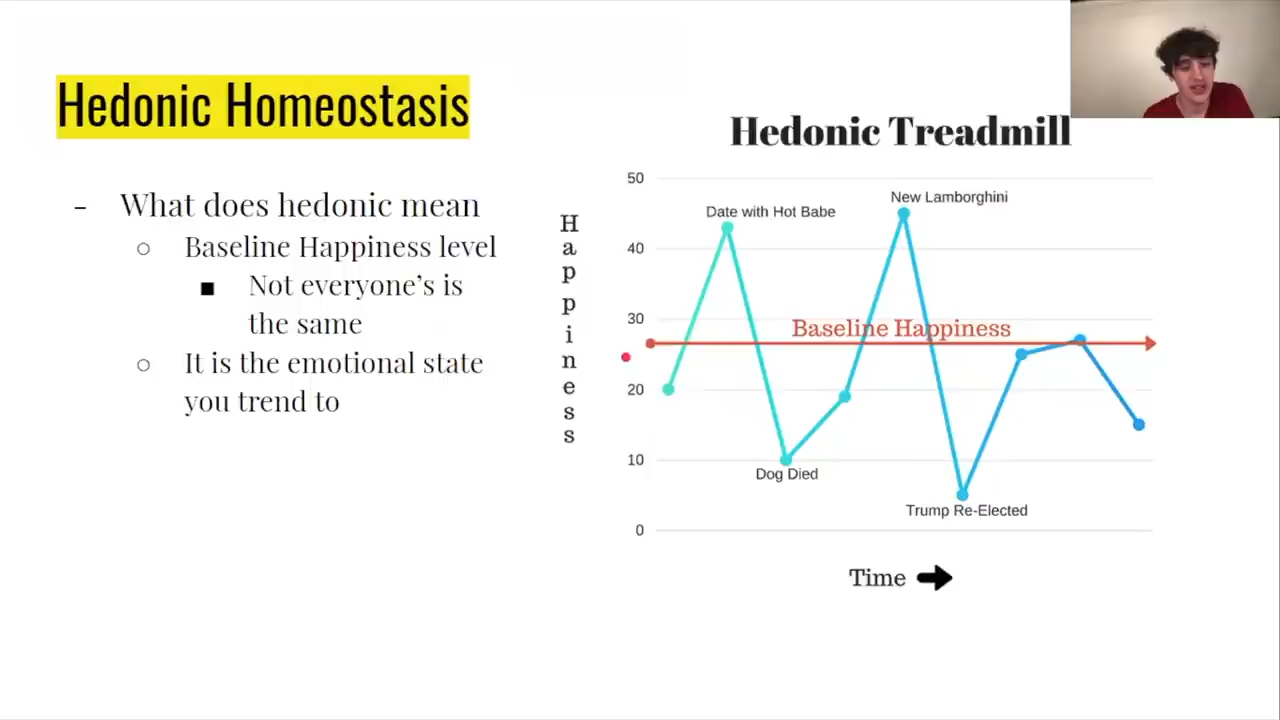 Hedonic Homeostasis
- What does hedonic mean
○ Baseline Happiness level
■ Not everyone's is
the same
○ It is the emotional state
you trend to
Hedonic Treadmill
Happiness
50
40
30
20
10
0
Date with Hot Babe
New Lamborghini
Baseline Happiness
Dog Died
Trump Re-Elected
Time